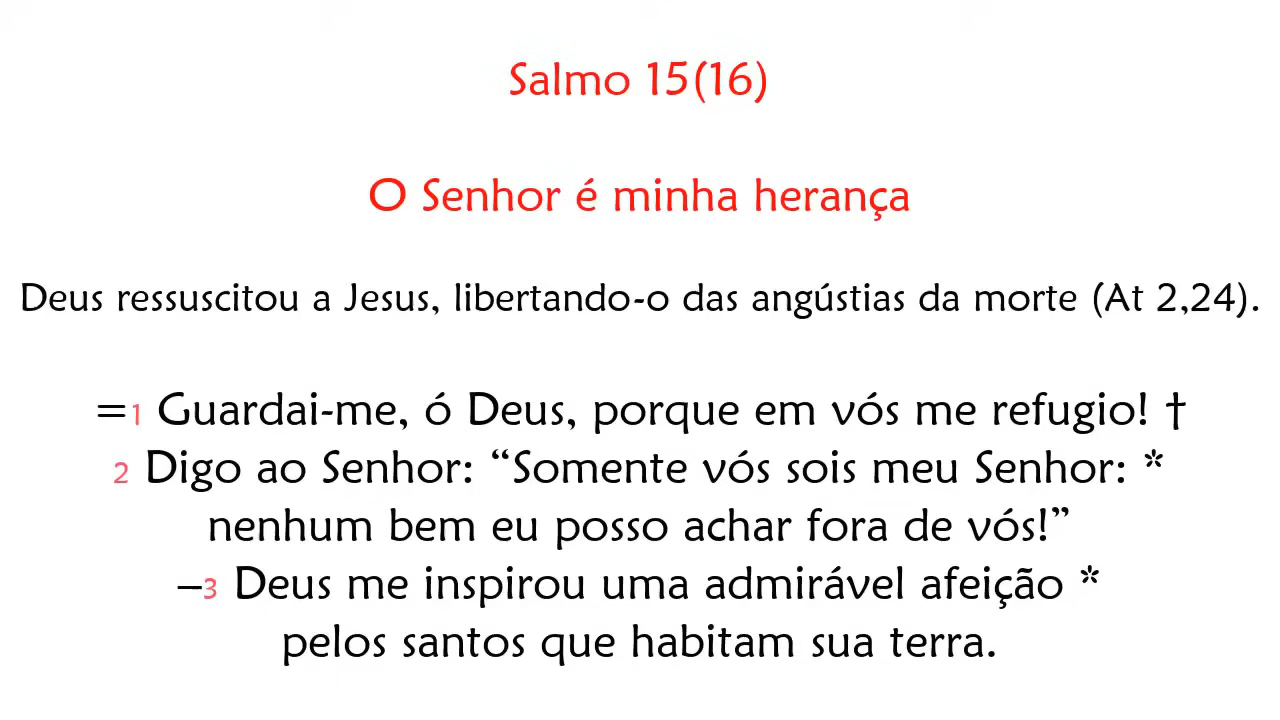 Salmo 15(16)
O Senhor é minha herança
Deus ressuscitou a Jesus, libertando-o das angústias da morte (At 2,24).
=1 Guardai-me, ó Deus, porque em vós me refugio! †
2 Digo ao Senhor: “Somente vós sois meu Senhor: *
nenhum bem eu posso achar fora de vós!”
–3 Deus me inspirou uma admirável afeição *
pelos santos que habitam sua terra.